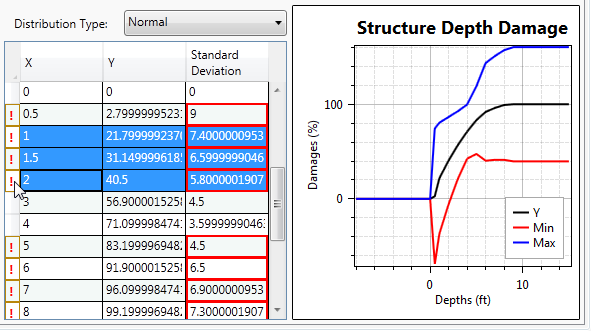 Distribution Type: Normal
X Y Standard Deviation
0 0 0
! 0.5 2.7999999523 9
! 1 21.799999237 7.4000000953
! 1.5 31.149999618 6.5999999046
! 2 40.5 5.8000001907
3 56.900001525 4.5
4 71.099998474 3.5999999046
! 5 83.199996948 4.5
! 6 91.900001525 6.5
! 7 96.099998474 6.9000000953
! 8 99.199996948 7.3000001907
Structure Depth Damage
Damages (%)
100
0
Y
Min
Max
0 10
Depths (ft)